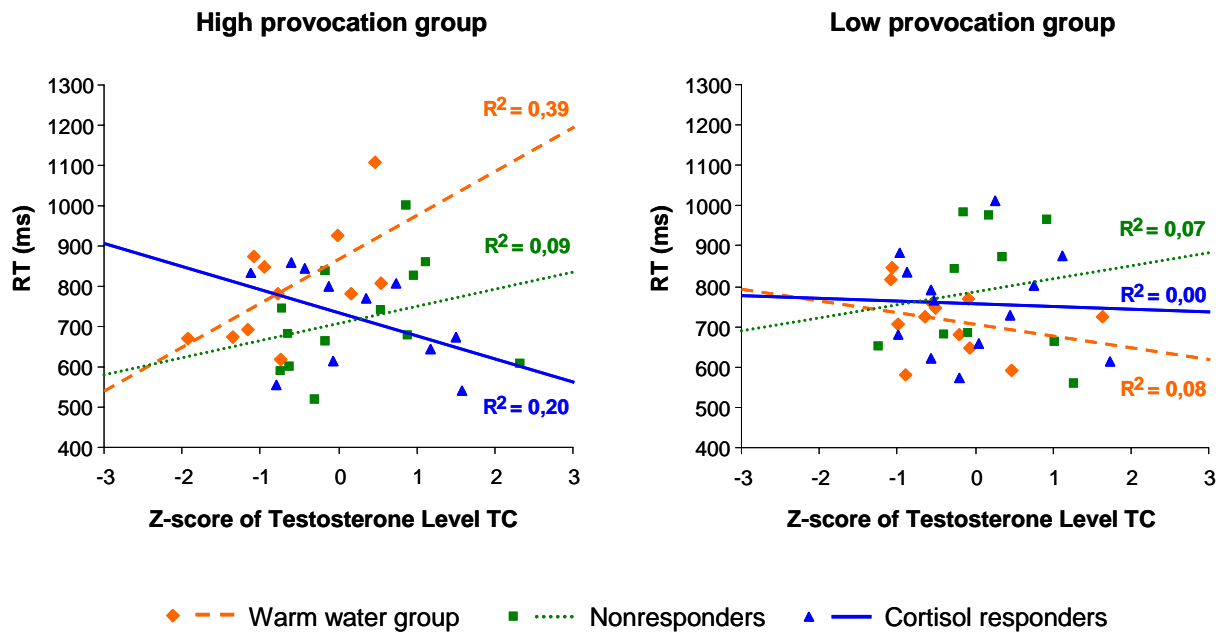 High provocation group
1300
1200
1100
1000
900
800
700
600
500
400
RT (ms)
R² = 0,39
R² = 0,09
R² = 0,20
-3 -2 -1 0 1 2 3
Z-score of Testosterone Level TC
Low provocation group
1300
1200
1100
1000
900
800
700
600
500
400
RT (ms)
R² = 0,07
R² = 0,00
R² = 0,08
-3 -2 -1 0 1 2 3
Z-score of Testosterone Level TC
Warm water group Nonresponders Cortisol responders